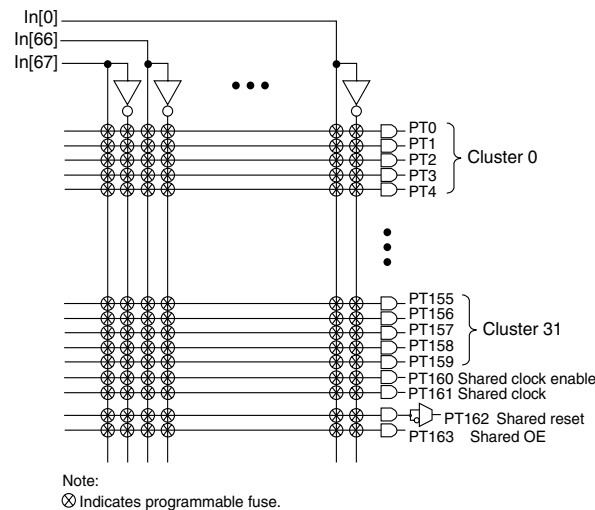 In[0]
In[66]
In[67]
PT0
PT1
PT2
PT3
PT4
Cluster 0
PT155
PT156
PT157
PT158
PT159
Cluster 31
PT160 Shared clock enable
PT161 Shared clock
PT162 Shared reset
PT163 Shared OE
Note:
Indicates programmable fuse.